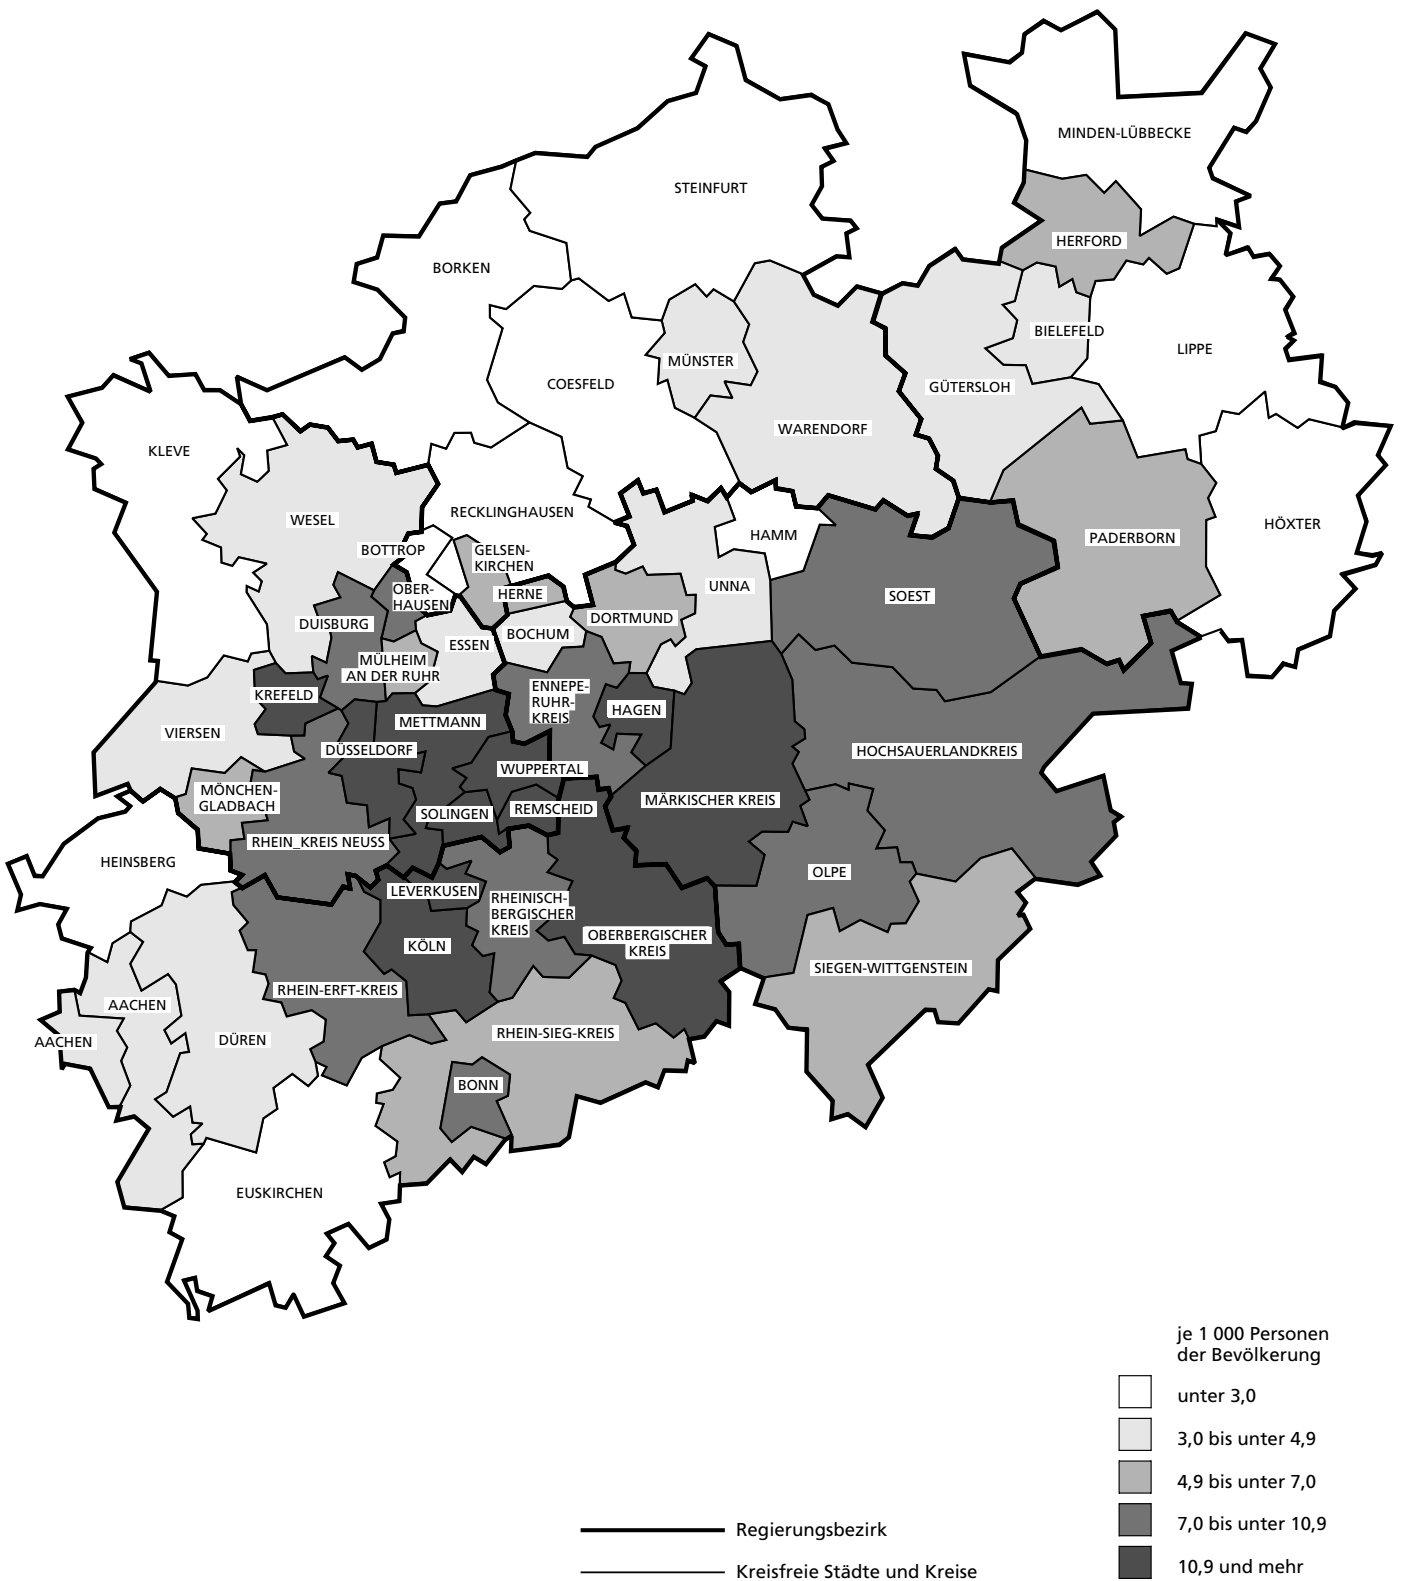 MINDEN-LÜBBECKE
STEINFURT
HERFORD
BORKEN
BIELEFELD
LIPPE
MÜNSTER
COESFELD
GÜTERSLOH
WARENDORF
KLEVE
RECKLINGHAUSEN
WESEL
HÖXTER
HAMM
PADERBORN
BOTTROP
GELSEN-
KIRCHEN
UNNA
OBER-
HAUSEN
HERNE
SOEST
DORTMUND
DUISBURG
BOCHUM
ESSEN
MÜLHEIM
AN DER RUHR
KREFELD
ENNEPE-
RUHR-
KREIS
HAGEN
METTMANN
VIERSEN
DÜSSELDORF
HOCHSAUERLANDKREIS
WUPPERTAL
MÖNCHEN-
GLADBACH
MÄRKISCHER KREIS
SOLINGEN
REMSCHEID
RHEIN_KREIS NEUSS
HEINSBERG
OLPE
LEVERKUSEN
RHEINISCH-
BERGISCHER
KREIS
OBERBERGISCHER
KREIS
KÖLN
SIEGEN-WITTGENSTEIN
RHEIN-ERFT-KREIS
AACHEN
RHEIN-SIEG-KREIS
AACHEN
DÜREN
BONN
EUSKIRCHEN
je 1 000 Personen
der Bevölkerung
unter 3,0
3,0 bis unter 4,9
4,9 bis unter 7,0
7,0 bis unter 10,9
10,9 und mehr
Regierungsbezirk
Kreisfreie Städte und Kreise